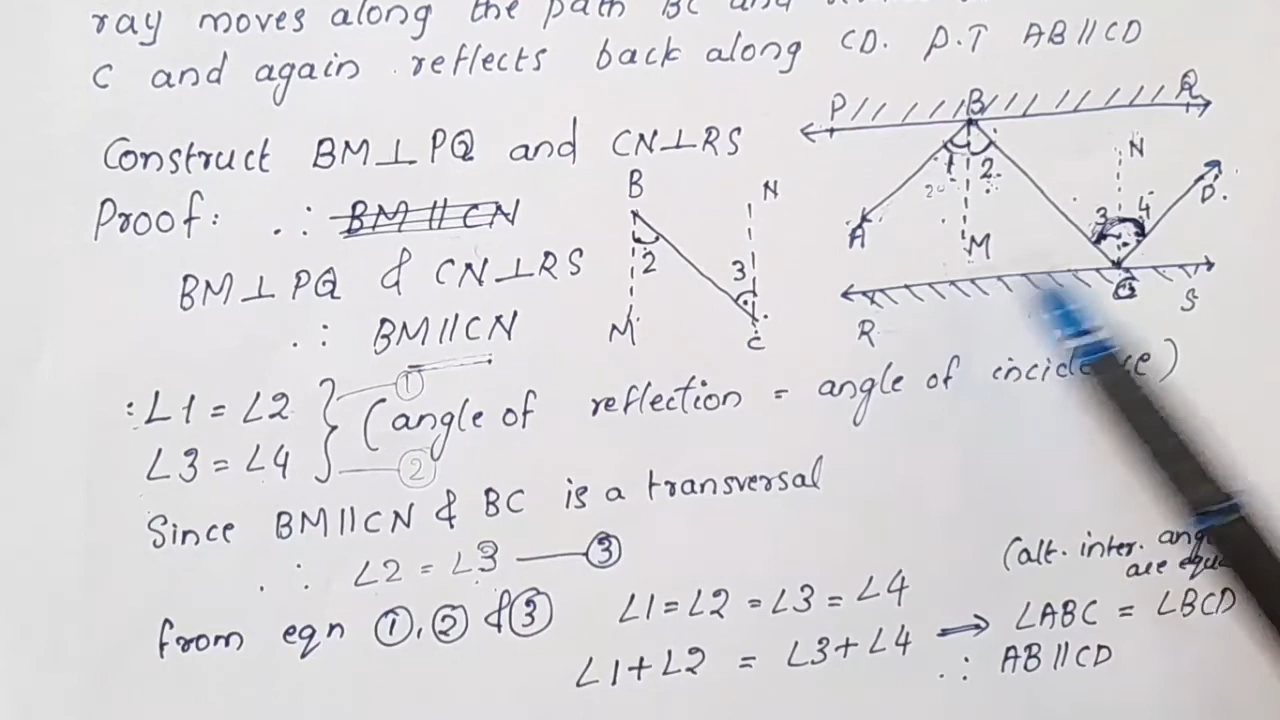 ray moves along the path BC and
C and again reflects back along CD. P.T AB∥CD
Construct BM⊥PQ and CN⊥RS
Proof: ∴ BM∥CN
BM⊥PQ & CN⊥RS
∴ BM∥CN
B
N
2
3
M
C
P
B
Q
1
2
N
A
M
3
4
D
R
C
S
:∠1 = ∠2 } ①
∠3 = ∠4 } ②
(angle of reflection = angle of incidence)
Since BM∥CN & BC is a transversal
∴ ∠2 = ∠3 ③
(alt. inter. angles
are equal
from eqn ①, ② & ③ ∠1 = ∠2 = ∠3 = ∠4
∠1 + ∠2 = ∠3 + ∠4 ⟹ ∠ABC = ∠BCD
∴ AB∥CD